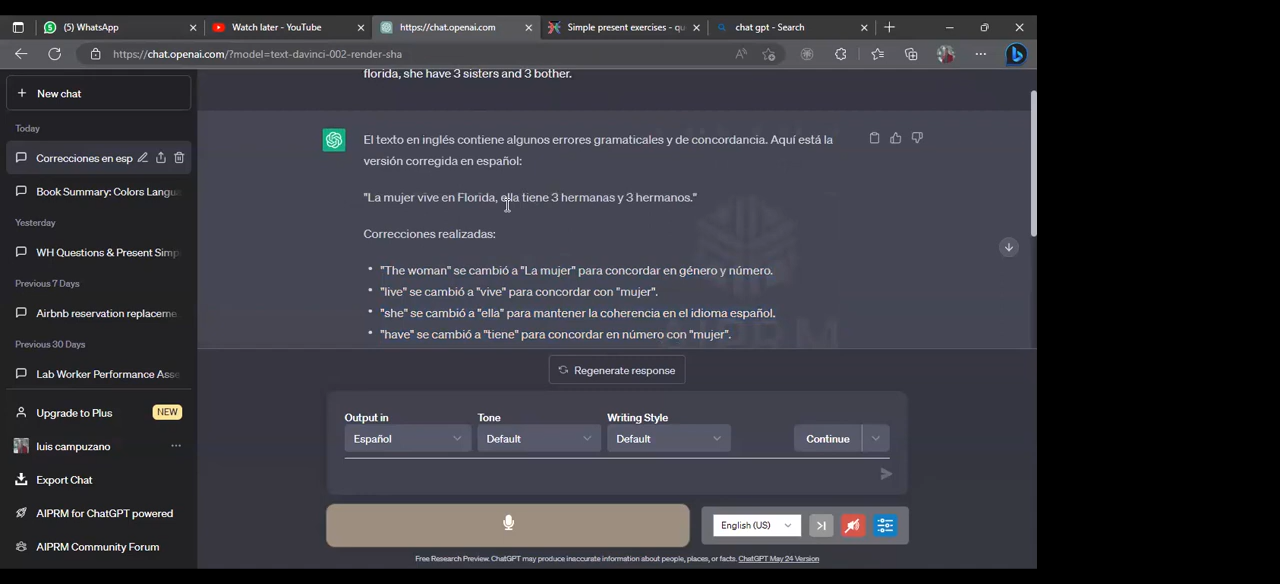 (5) WhatsApp
Watch later - YouTube
https://chat.openai.com
Simple present exercises - qu
chat gpt - Search
https://chat.openai.com/?model=text-davinci-002-render-sha
New chat
Today
Correcciones en esp
Book Summary: Colors Langu
Yesterday
WH Questions & Present Simp
Previous 7 Days
Airbnb reservation replaceme
Previous 30 Days
Lab Worker Performance Asse
Upgrade to Plus NEW
luis campuzano
Export Chat
AIPRM for ChatGPT powered
AIPRM Community Forum
florida, she have 3 sisters and 3 bother.
El texto en inglés contiene algunos errores gramaticales y de concordancia. Aquí está la
versión corregida en español:
"La mujer vive en Florida, ella tiene 3 hermanas y 3 hermanos."
Correcciones realizadas:
• "The woman" se cambió a "La mujer" para concordar en género y número.
• "live" se cambió a "vive" para concordar con "mujer".
• "she" se cambió a "ella" para mantener la coherencia en el idioma español.
• "have" se cambió a "tiene" para concordar en número con "mujer".
AIPRM
Regenerate response
Output in Tone Writing Style
Español Default Default Continue
English (US)
Free Research Preview. ChatGPT may produce inaccurate information about people, places, or facts. ChatGPT May 24 Version